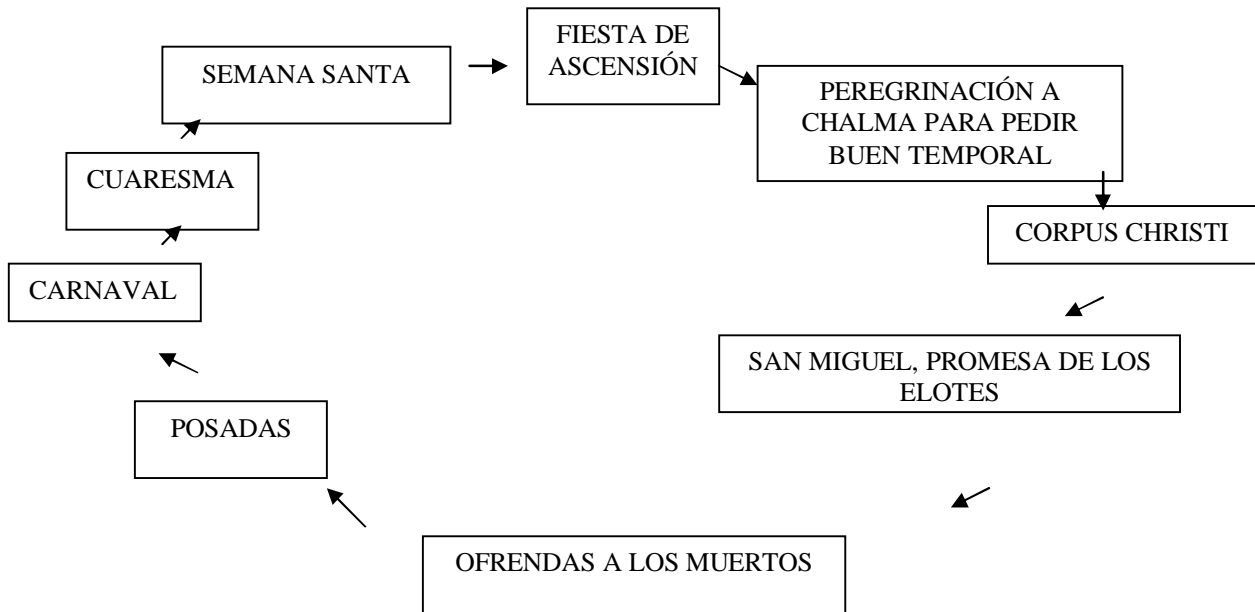 FIESTA DE
ASCENSIÓN
SEMANA SANTA
PEREGRINACIÓN A
CHALMA PARA PEDIR
BUEN TEMPORAL
CUARESMA
CORPUS CHRISTI
CARNAVAL
SAN MIGUEL, PROMESA DE LOS
ELOTES
POSADAS
OFRENDAS A LOS MUERTOS